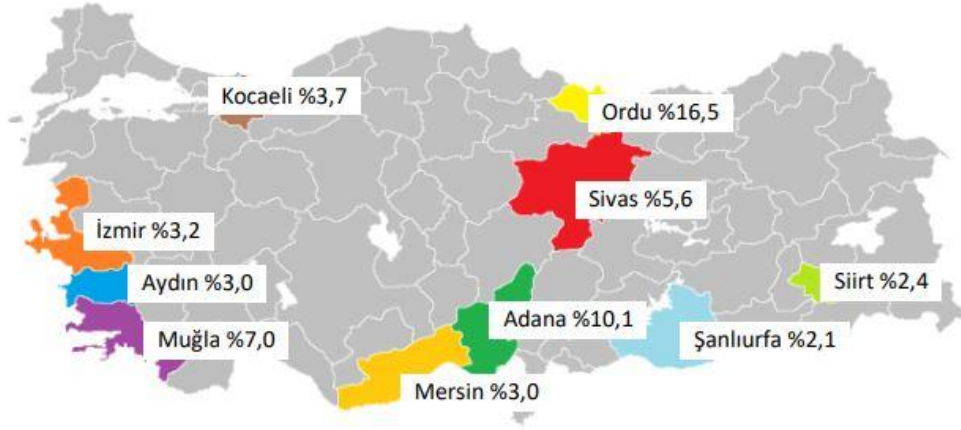 Kocaeli %3,7
Ordu %16,5
Sivas %5,6
İzmir %3,2
Aydın %3,0
Siirt %2,4
Muğla %7,0
Adana %10,1
Şanlıurfa %2,1
Mersin %3,0